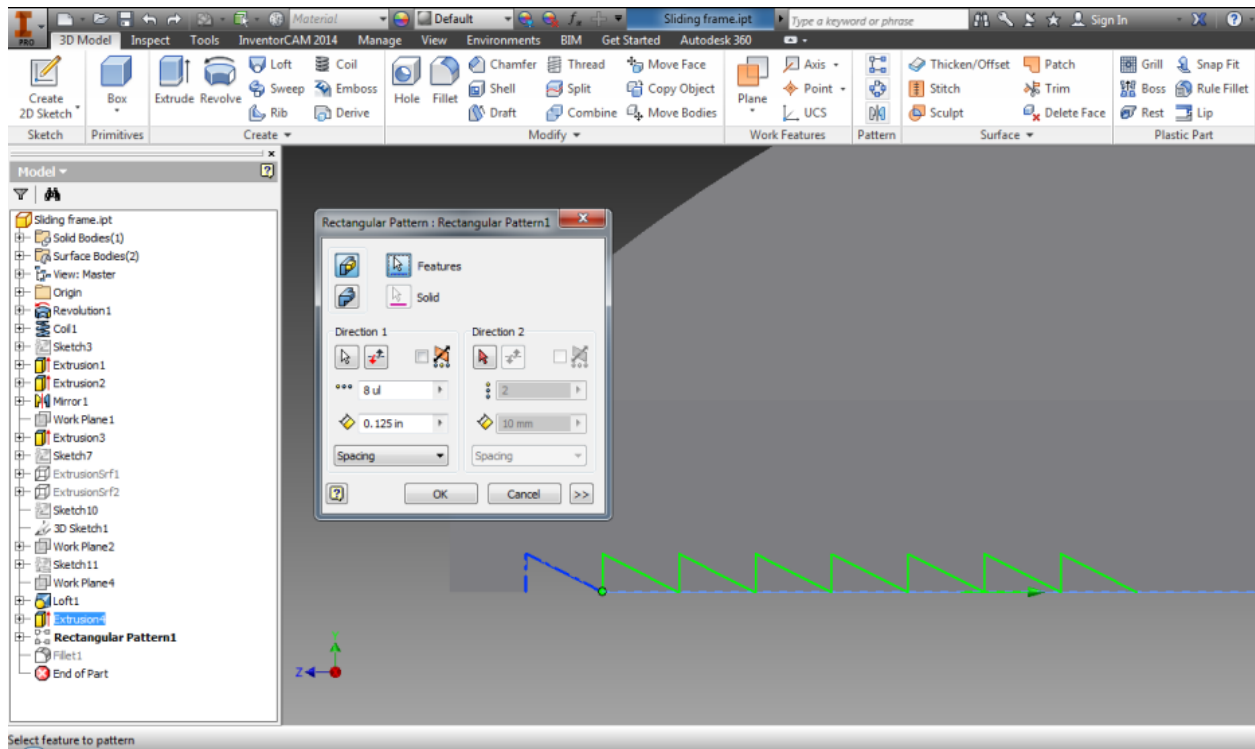 Material Default fx Sliding frame.ipt Type a keyword or phrase Sign In
PRO 3D Model Inspect Tools InventorCAM 2014 Manage View Environments BIM Get Started Autodesk 360
Loft Coil Chamfer Thread Move Face Axis Thicken/Offset Patch Grill Snap Fit
Create 2D Sketch Box Extrude Revolve Sweep Emboss Hole Fillet Shell Split Copy Object Plane Point Stitch Trim Boss Rule Fillet
Rib Derive Draft Combine Move Bodies UCS Sculpt Delete Face Rest Lip
Sketch Primitives Create Modify Work Features Pattern Surface Plastic Part
Model
Sliding frame.ipt
Solid Bodies(1)
Surface Bodies(2)
View: Master
Origin
Revolution1
Coil1
Sketch3
Extrusion1
Extrusion2
Mirror1
Work Plane1
Extrusion3
Sketch7
ExtrusionSrf1
ExtrusionSrf2
Sketch10
3D Sketch1
Work Plane2
Sketch11
Work Plane4
Loft1
Extrusion4
Rectangular Pattern1
Fillet1
End of Part
Rectangular Pattern : Rectangular Pattern1
Features
Solid
Direction 1 Direction 2
8 ul 2
0.125 in 10 mm
Spacing Spacing
OK Cancel >>
Z
Select feature to pattern